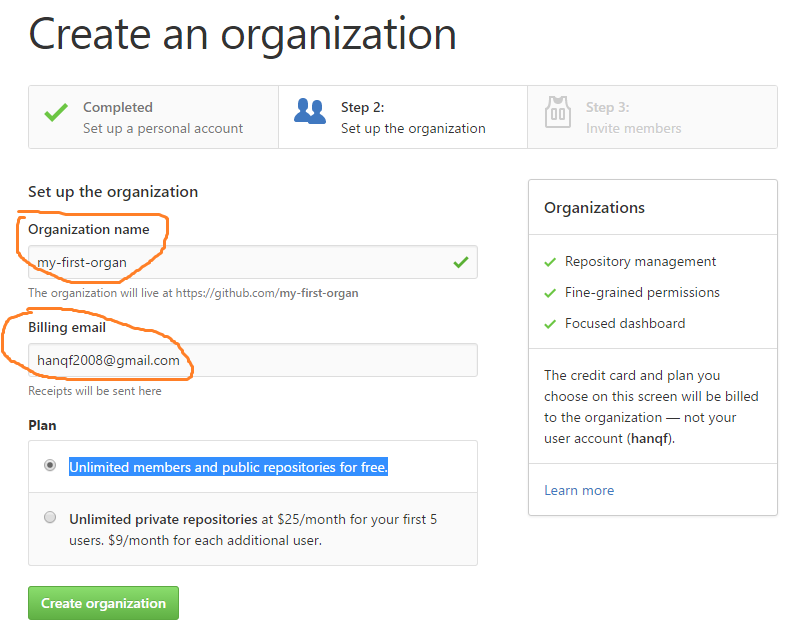 Create an organization
Completed
Set up a personal account
Step 2:
Set up the organization
Step 3:
Invite members
Set up the organization
Organization name
my-first-organ
The organization will live at https://github.com/my-first-organ
Billing email
hanqf2008@gmail.com
Receipts will be sent here
Plan
Unlimited members and public repositories for free.
Unlimited private repositories at $25/month for your first 5
users. $9/month for each additional user.
Create organization
Organizations
Repository management
Fine-grained permissions
Focused dashboard
The credit card and plan you
choose on this screen will be billed
to the organization — not your
user account (hanqf).
Learn more